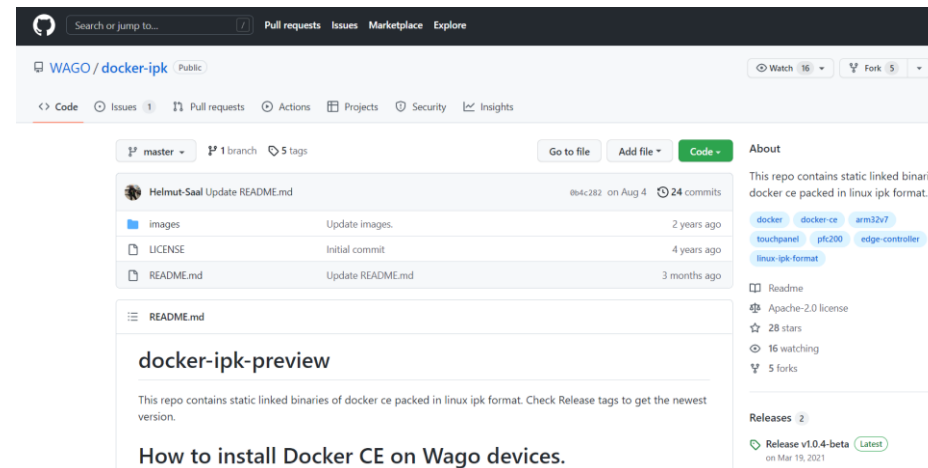 Search or jump to... /
Pull requests Issues Marketplace Explore
WAGO / docker-ipk Public
Watch 16
Fork 5
Code
Issues 1
Pull requests
Actions
Projects
Security
Insights
master
1 branch
5 tags
Go to file
Add file
Code
Helmut-Saal Update README.md
0b4c282 on Aug 4
24 commits
images Update images. 2 years ago
LICENSE Initial commit 4 years ago
README.md Update README.md 3 months ago
README.md
docker-ipk-preview
This repo contains static linked binaries of docker ce packed in linux ipk format. Check Release tags to get the newest
version.
How to install Docker CE on Wago devices.
About
This repo contains static linked binari
docker ce packed in linux ipk format.
docker docker-ce arm32v7
touchpanel pfc200 edge-controller
linux-ipk-format
Readme
Apache-2.0 license
28 stars
16 watching
5 forks
Releases 2
Release v1.0.4-beta Latest
on Mar 19, 2021